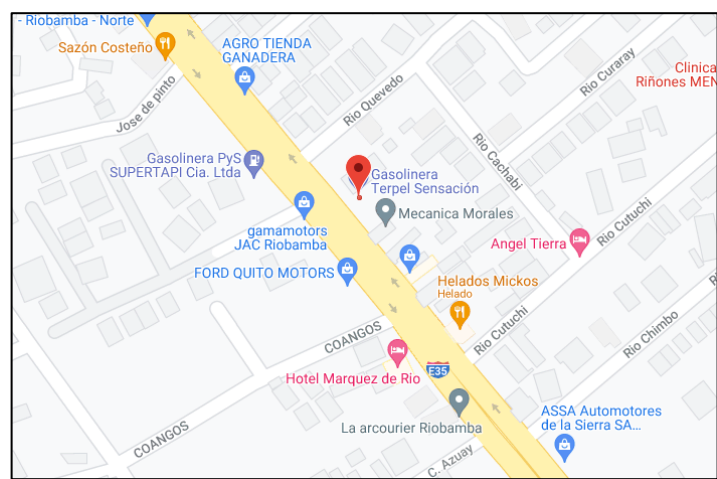 - Riobamba - Norte
Sazón Costeño
AGRO TIENDA
GANADERA
Rio Curaray
Clinica
Riñones MEN
Jose de pinto
Rio Quevedo
Rio Cachabi
Gasolinera PyS
SUPERTAPI Cia. Ltda
Gasolinera
Terpel Sensación
Mecanica Morales
gamamotors
JAC Riobamba
Angel Tierra
Rio Cutuchi
FORD QUITO MOTORS
Helados Mickos
Helado
COANGOS
Rio Cutuchi
Rio Chimbo
Hotel Marquez de Rio
E35
La arcourier Riobamba
ASSA Automotores
de la Sierra SA...
COANGOS
C. Azuay